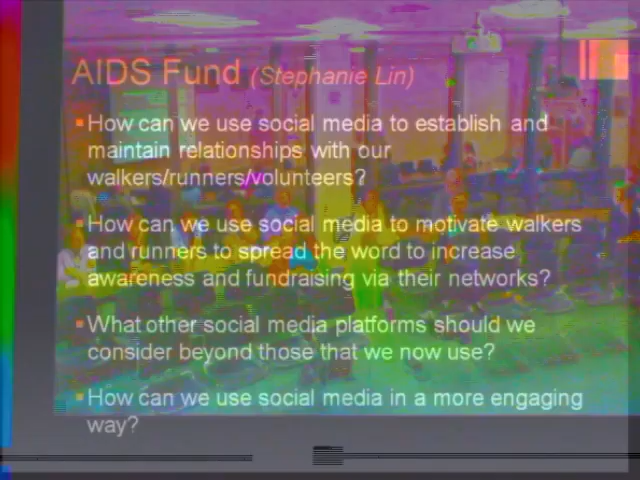 AIDS Fund (Stephanie Lin)
How can we use social media to establish and
maintain relationships with our
walkers/runners/volunteers?
How can we use social media to motivate walkers
and runners to spread the word to increase
awareness and fundraising via their networks?
What other social media platforms should we
consider beyond those that we now use?
How can we use social media in a more engaging
way?